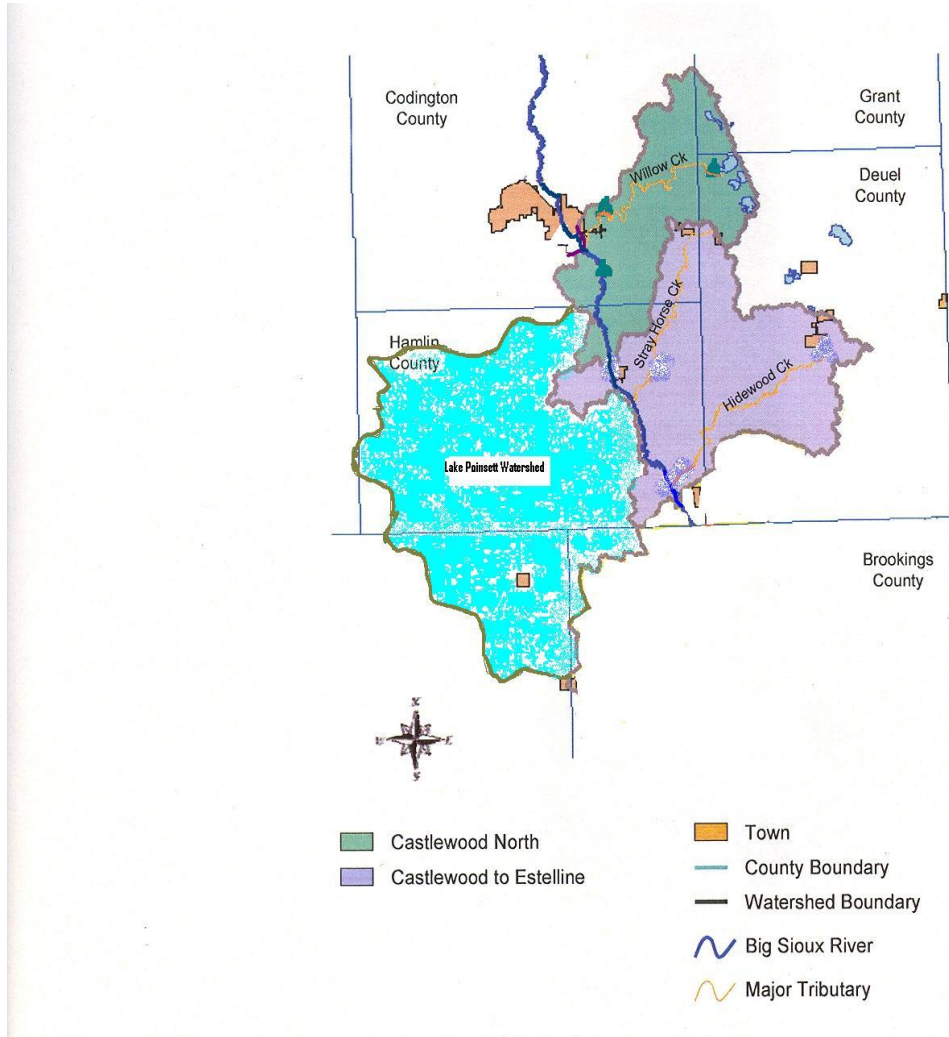 Codington
County
Grant
County
Willow Ck
Deuel
County
Stray Horse Ck
Hamlin
County
Hidewood Ck
Lake Poinsett Watershed
Brookings
County
N
W
E
S
Castlewood North
Castlewood to Estelline
Town
County Boundary
Watershed Boundary
Big Sioux River
Major Tributary